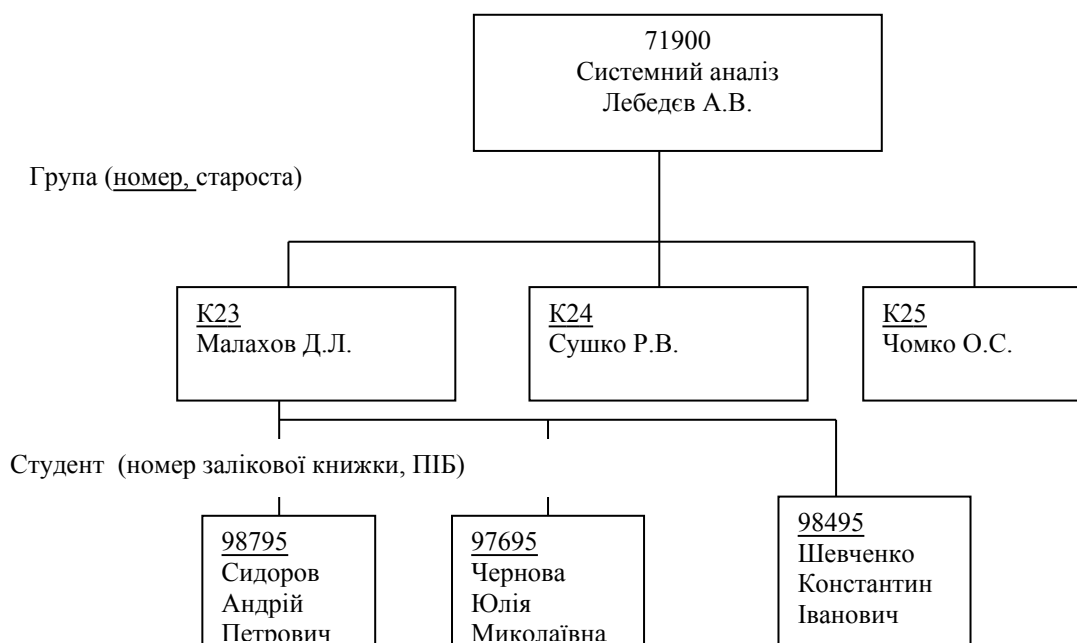 71900
Системний аналіз
Лебедєв А.В.
Група (номер, староста)
К23
Малахов Д.Л.
К24
Сушко Р.В.
К25
Чомко О.С.
Студент (номер залікової книжки, ПІБ)
98795
Сидоров
Андрій
Петрович
97695
Чернова
Юлія
Миколаївна
98495
Шевченко
Константин
Іванович